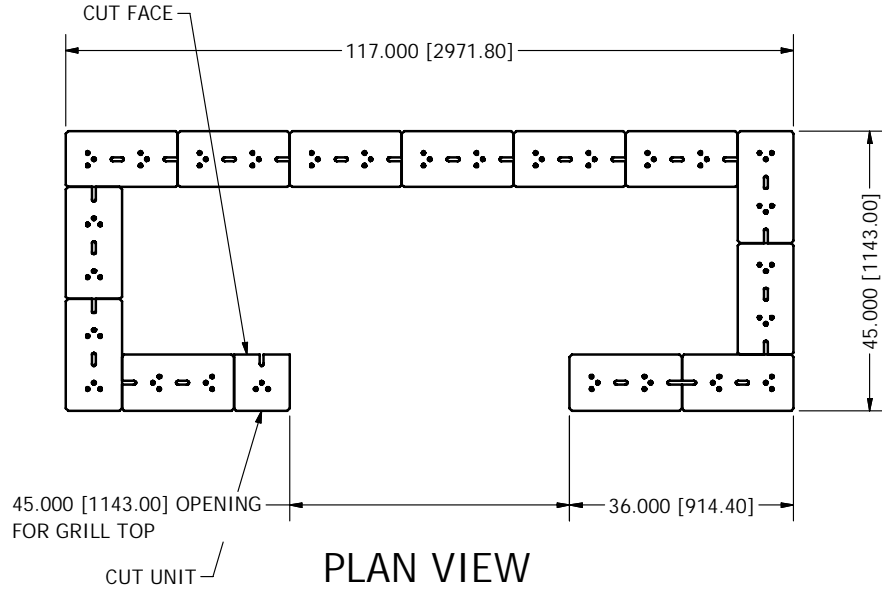 CUT FACE
117.000 [2971.80]
45.000 [1143.00]
45.000 [1143.00] OPENING
FOR GRILL TOP
36.000 [914.40]
CUT UNIT
PLAN VIEW